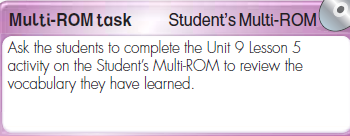 Multi-ROM task Student's Multi-ROM
Ask the students to complete the Unit 9 Lesson 5
activity on the Student's Multi-ROM to review the
vocabulary they have learned.